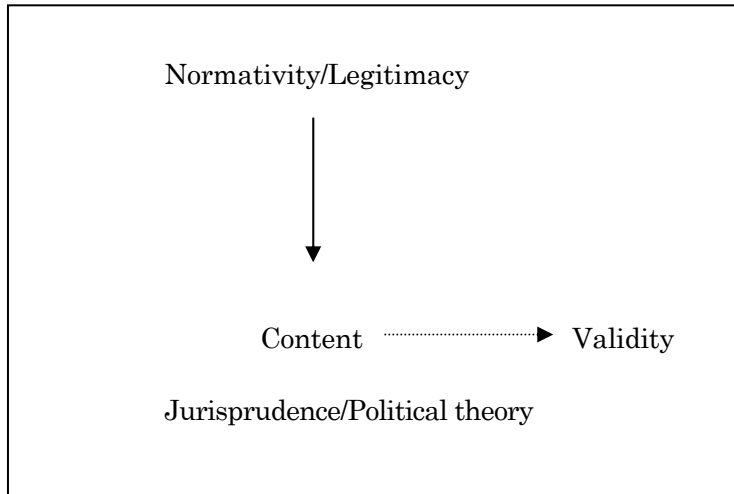 Normativity/Legitimacy
Content Validity
Jurisprudence/Political theory